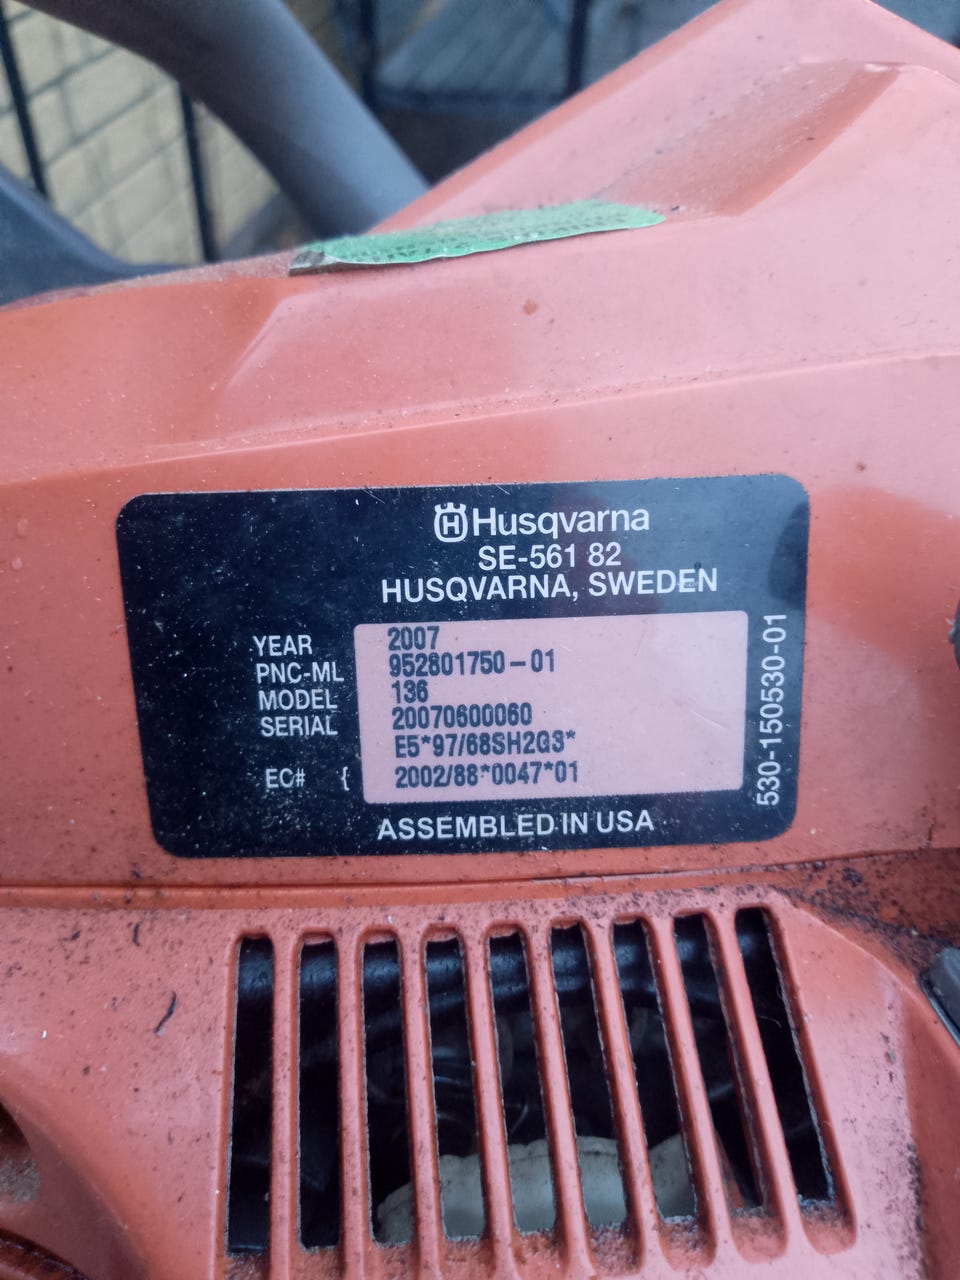 Husqvarna
SE-561 82
HUSQVARNA, SWEDEN
YEAR 2007
PNC-ML 952801750-01
MODEL 136
SERIAL 20070600060
E5*97/68SH2G3*
EC# { 2002/88*0047*01
ASSEMBLED IN USA
530-150530-01